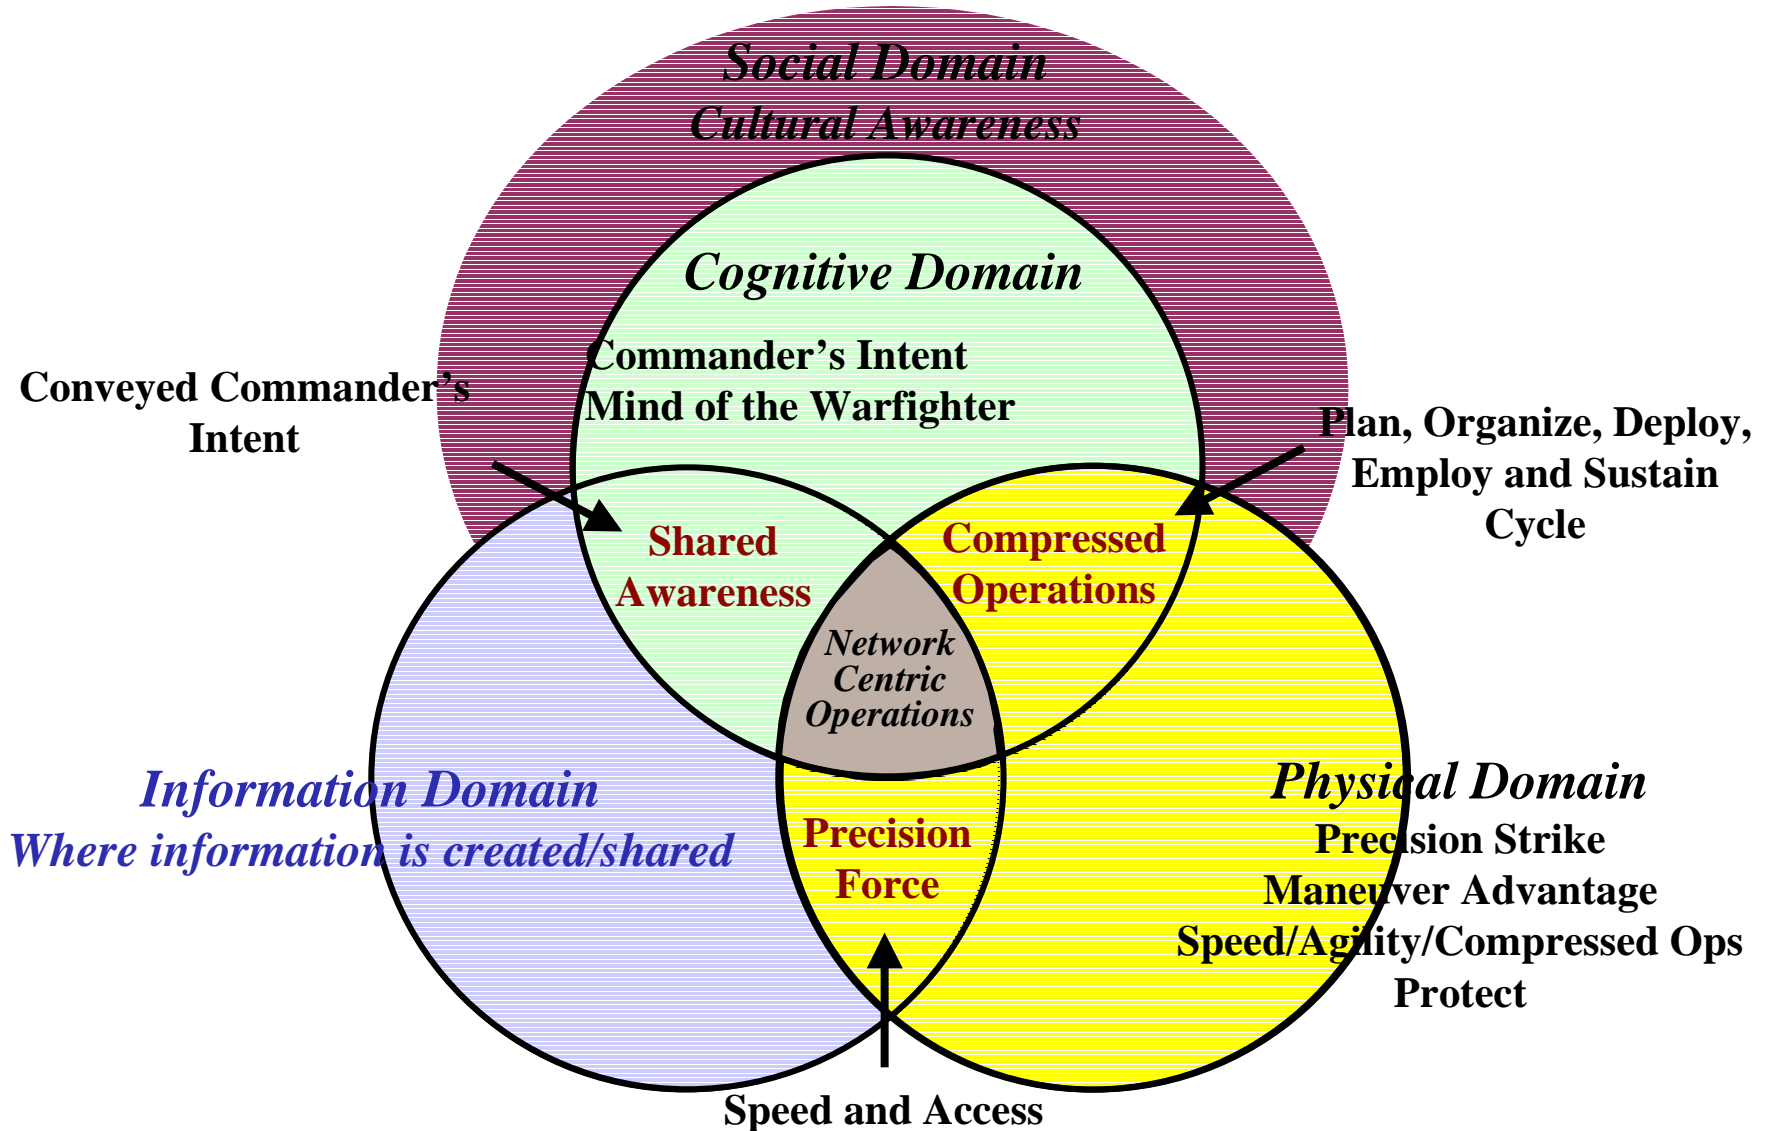 Social Domain
Cultural Awareness
Cognitive Domain
Commander’s Intent
Mind of the Warfighter
Conveyed Commander’s
Intent
Plan, Organize, Deploy,
Employ and Sustain
Cycle
Shared
Awareness
Compressed
Operations
Network
Centric
Operations
Information Domain
Where information is created/shared
Physical Domain
Precision Strike
Maneuver Advantage
Speed/Agility/Compressed Ops
Protect
Precision
Force
Speed and Access